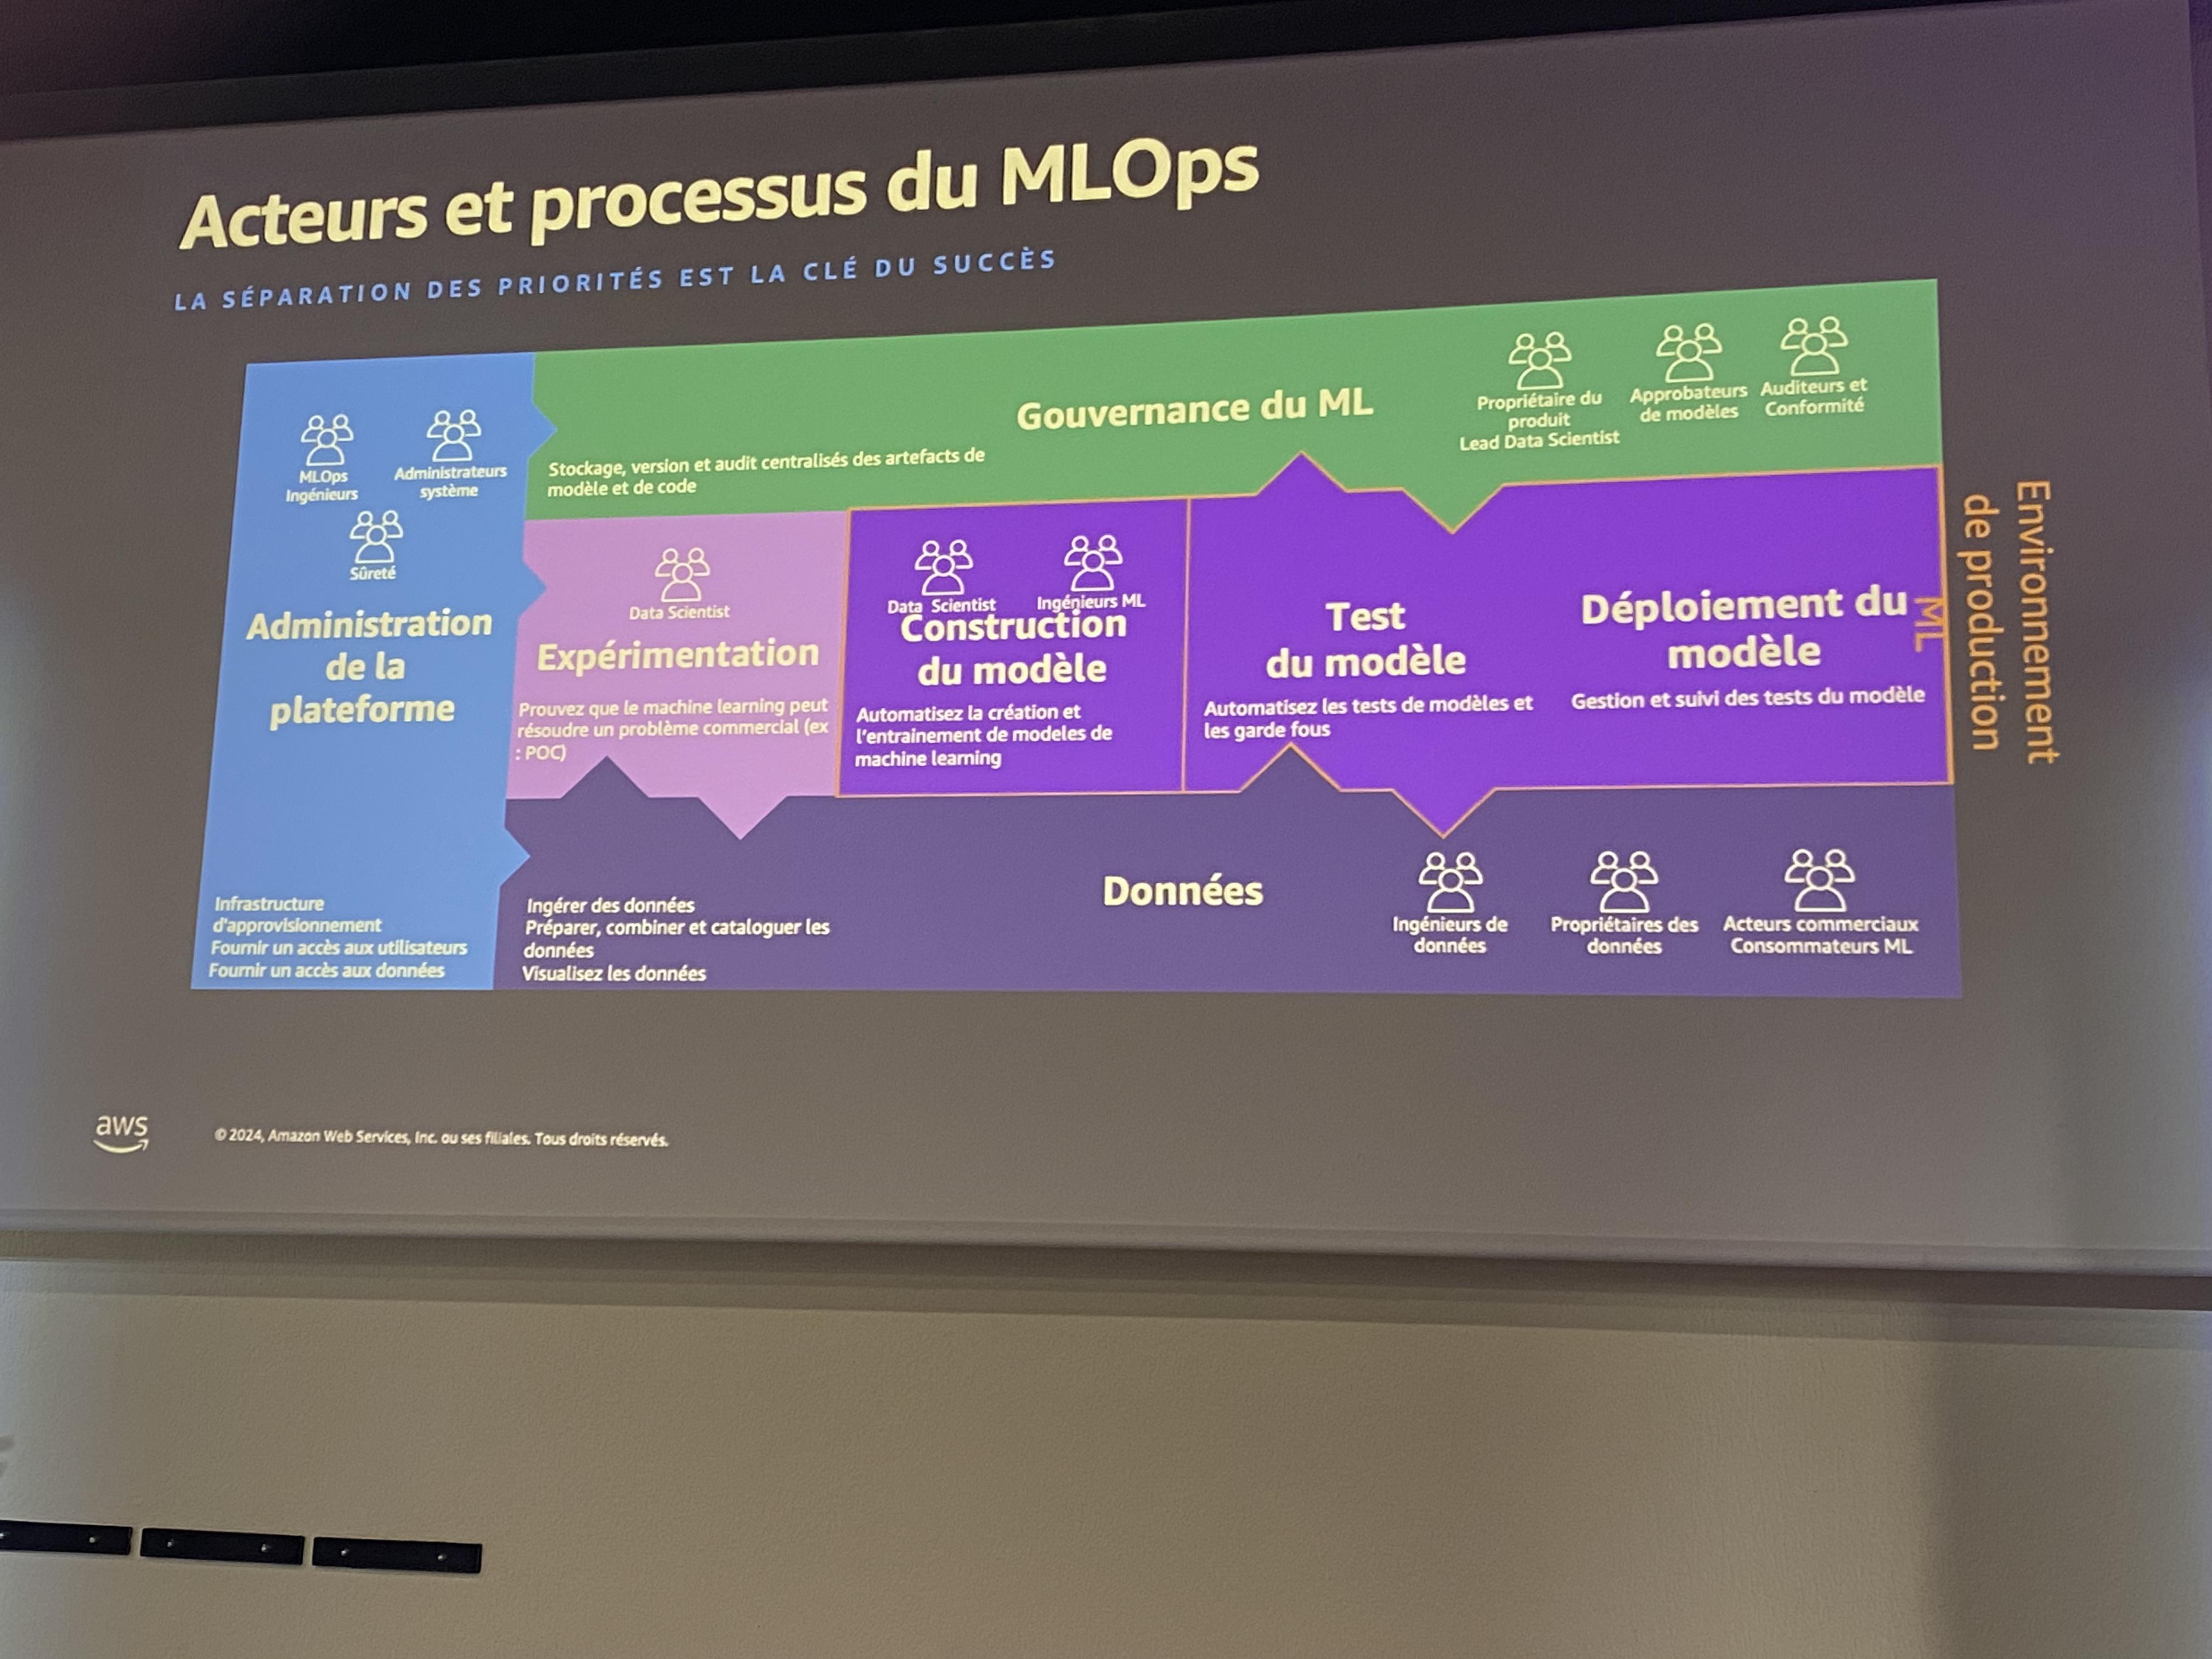 Acteurs et processus du MLOps
LA SÉPARATION DES PRIORITÉS EST LA CLÉ DU SUCCÈS
MLOps
Ingénieurs
Administrateurs
système
Sûreté
Administration
de la
plateforme
Infrastructure
d'approvisionnement
Fournir un accès aux utilisateurs
Fournir un accès aux données
Gouvernance du ML
Stockage, version et audit centralisés des artefacts de
modèle et de code
Propriétaire du
produit
Lead Data Scientist
Approbateurs
de modèles
Auditeurs et
Conformité
Data Scientist
Expérimentation
Prouvez que le machine learning peut
résoudre un problème commercial (ex
: POC)
Data Scientist
Ingénieurs ML
Construction
du modèle
Automatisez la création et
l'entrainement de modeles de
machine learning
Test
du modèle
Automatisez les tests de modèles et
les garde fous
Déploiement du
modèle
Gestion et suivi des tests du modèle
Environnement
de production
ML
Données
Ingérer des données
Préparer, combiner et cataloguer les
données
Visualisez les données
Ingénieurs de
données
Propriétaires des
données
Acteurs commerciaux
Consommateurs ML
aws
© 2024, Amazon Web Services, Inc. ou ses filiales. Tous droits réservés.